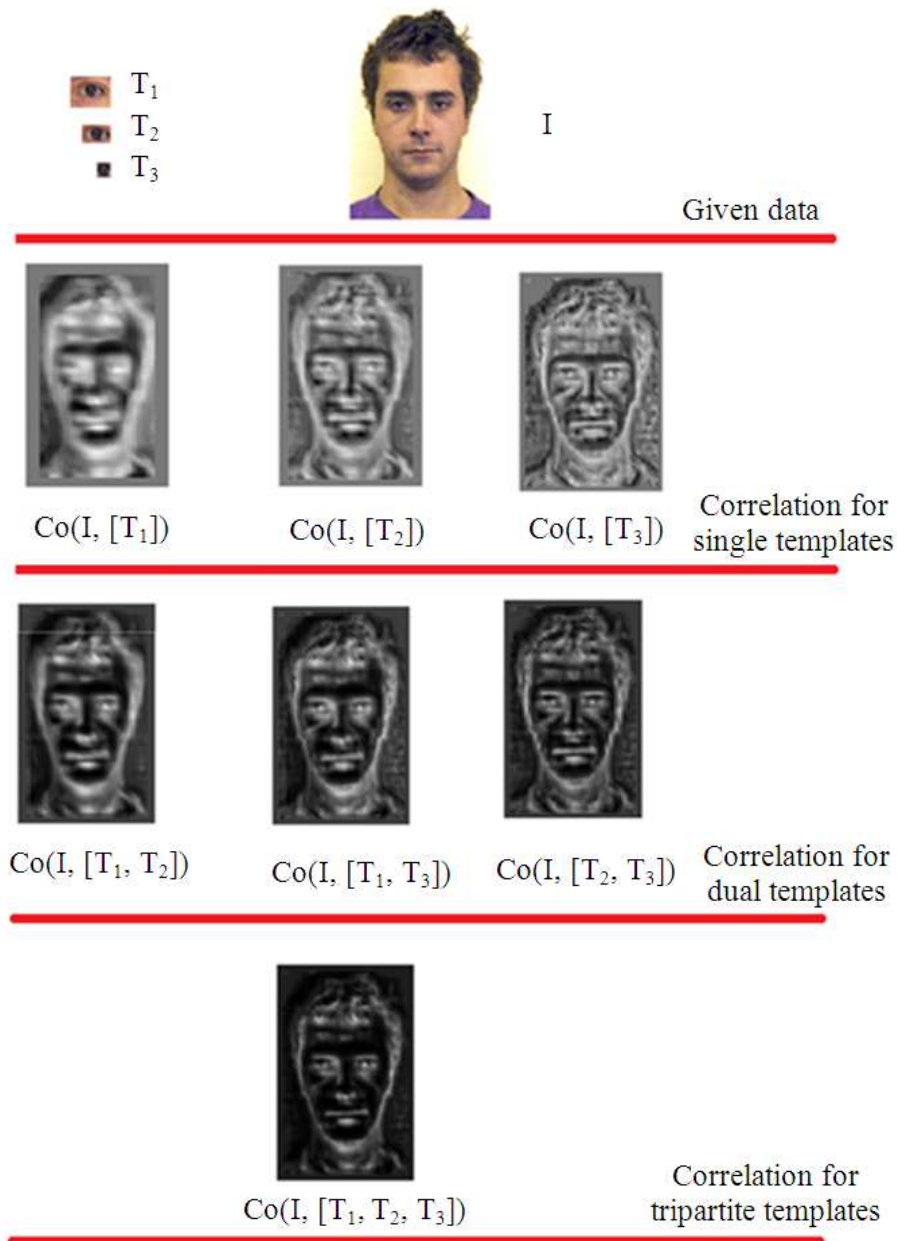 T₁
T₂
T₃
I
Given data
Co(I, [T₁])
Co(I, [T₂])
Co(I, [T₃])
Correlation for
single templates
Co(I, [T₁, T₂])
Co(I, [T₁, T₃])
Co(I, [T₂, T₃])
Correlation for
dual templates
Co(I, [T₁, T₂, T₃])
Correlation for
tripartite templates